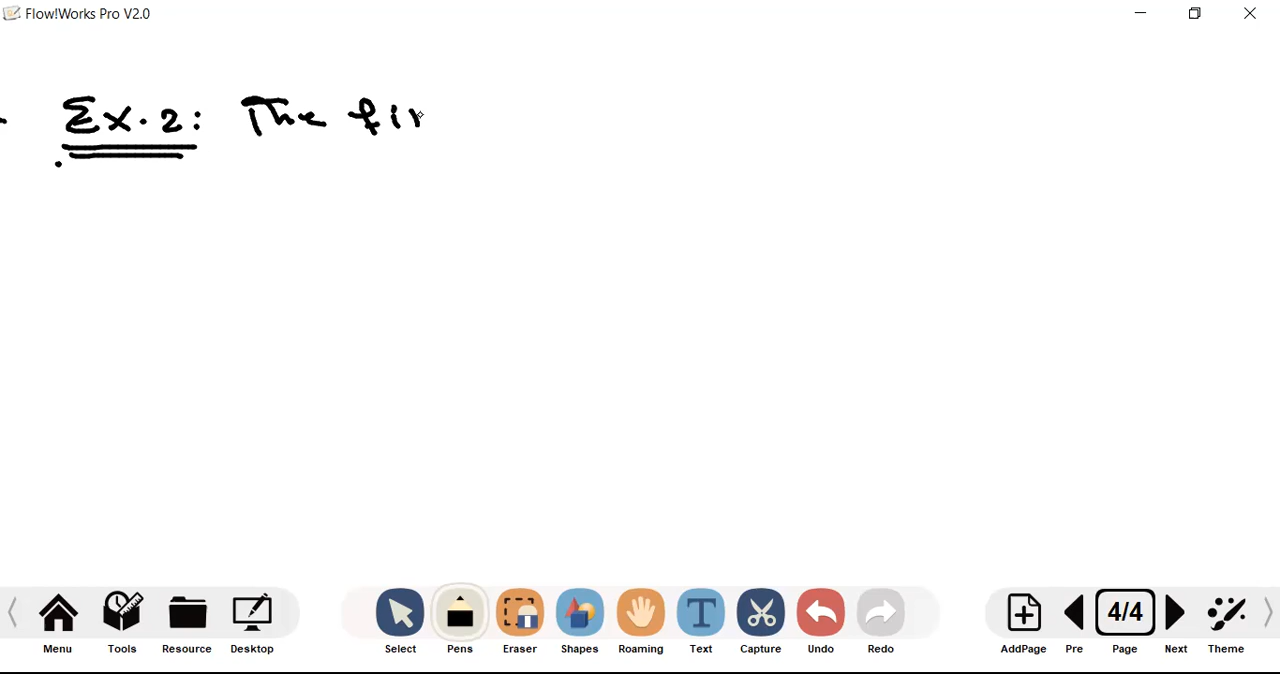 Flow!Works Pro V2.0
Ex.2: The fir
4/4
Menu Tools Resource Desktop Select Pens Eraser Shapes Roaming Text Capture Undo Redo AddPage Pre Page Next Theme